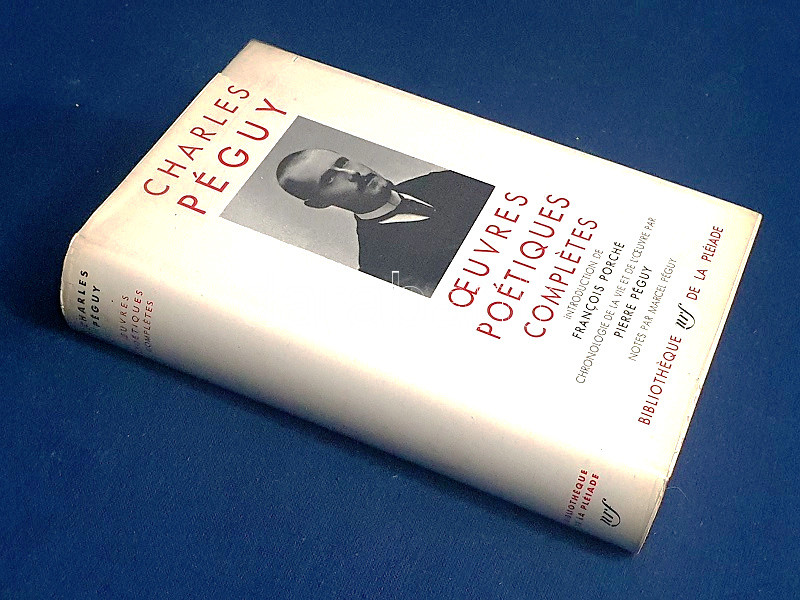 CHARLES
PÉGUY
ŒUVRES
POÉTIQUES
COMPLÈTES
INTRODUCTION DE
FRANÇOIS PORCHÉ
CHRONOLOGIE DE LA VIE ET DE L'ŒUVRE PAR
PIERRE PÉGUY
NOTES PAR MARCEL PÉGUY
BIBLIOTHÈQUE nrf DE LA PLÉIADE
CHARLES
PÉGUY
ŒUVRES
POÉTIQUES
COMPLÈTES
BIBLIOTHÈQUE
DE LA PLÉIADE
nrf